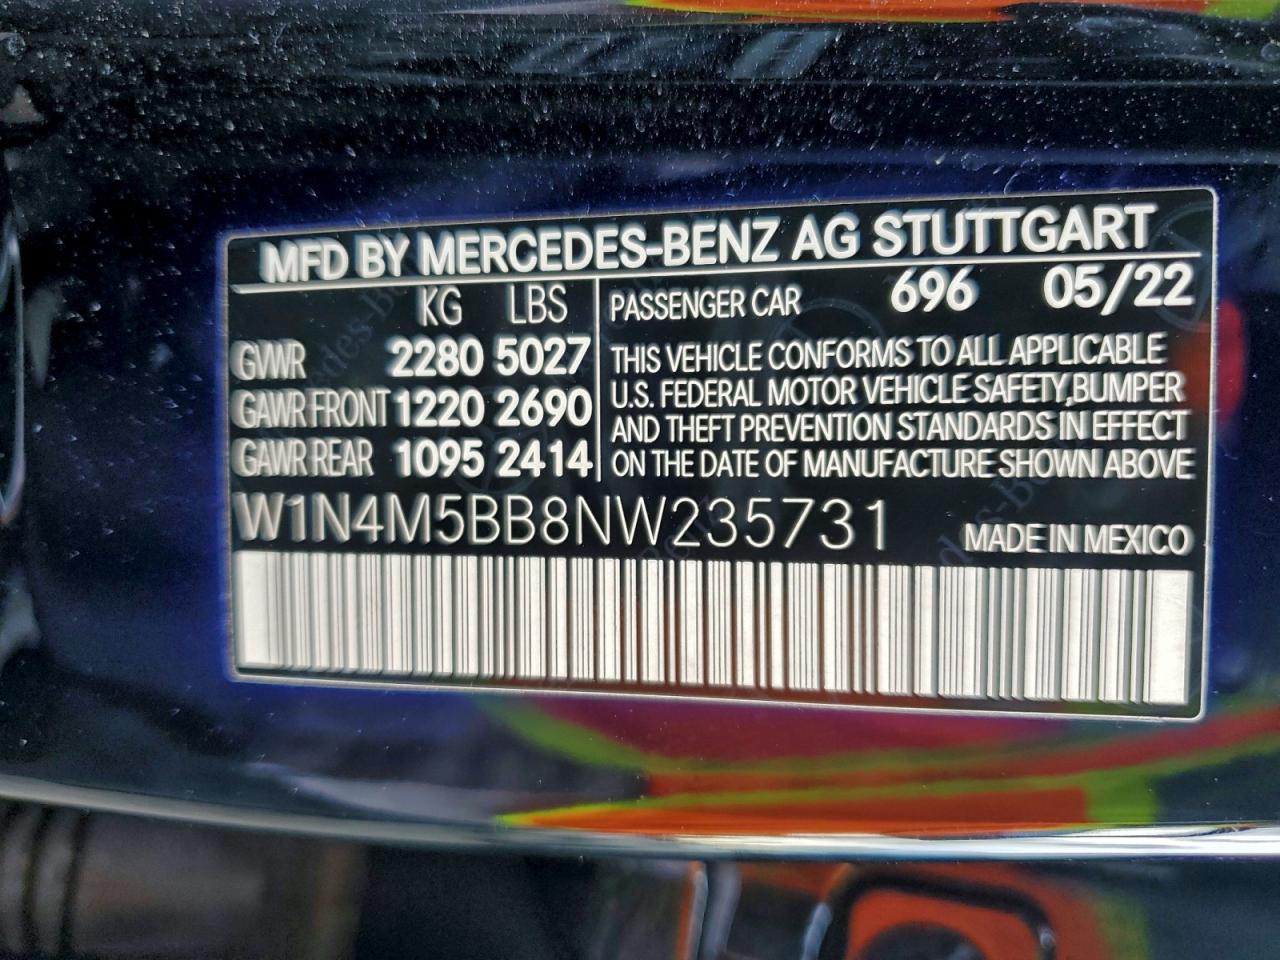 MFD BY MERCEDES-BENZ AG STUTTGART
KG LBS
GVWR 2280 5027
GAWR FRONT 1220 2690
GAWR REAR 1095 2414
PASSENGER CAR 696 05/22
THIS VEHICLE CONFORMS TO ALL APPLICABLE
U.S. FEDERAL MOTOR VEHICLE SAFETY, BUMPER
AND THEFT PREVENTION STANDARDS IN EFFECT
ON THE DATE OF MANUFACTURE SHOWN ABOVE
W1N4M5BB8NW235731
MADE IN MEXICO